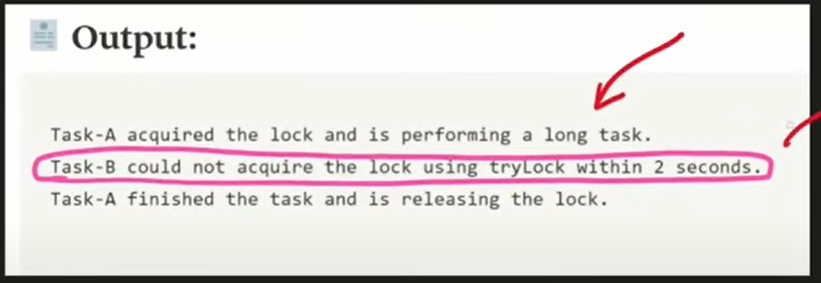 Output:
Task-A acquired the lock and is performing a long task.
Task-B could not acquire the lock using tryLock within 2 seconds.
Task-A finished the task and is releasing the lock.